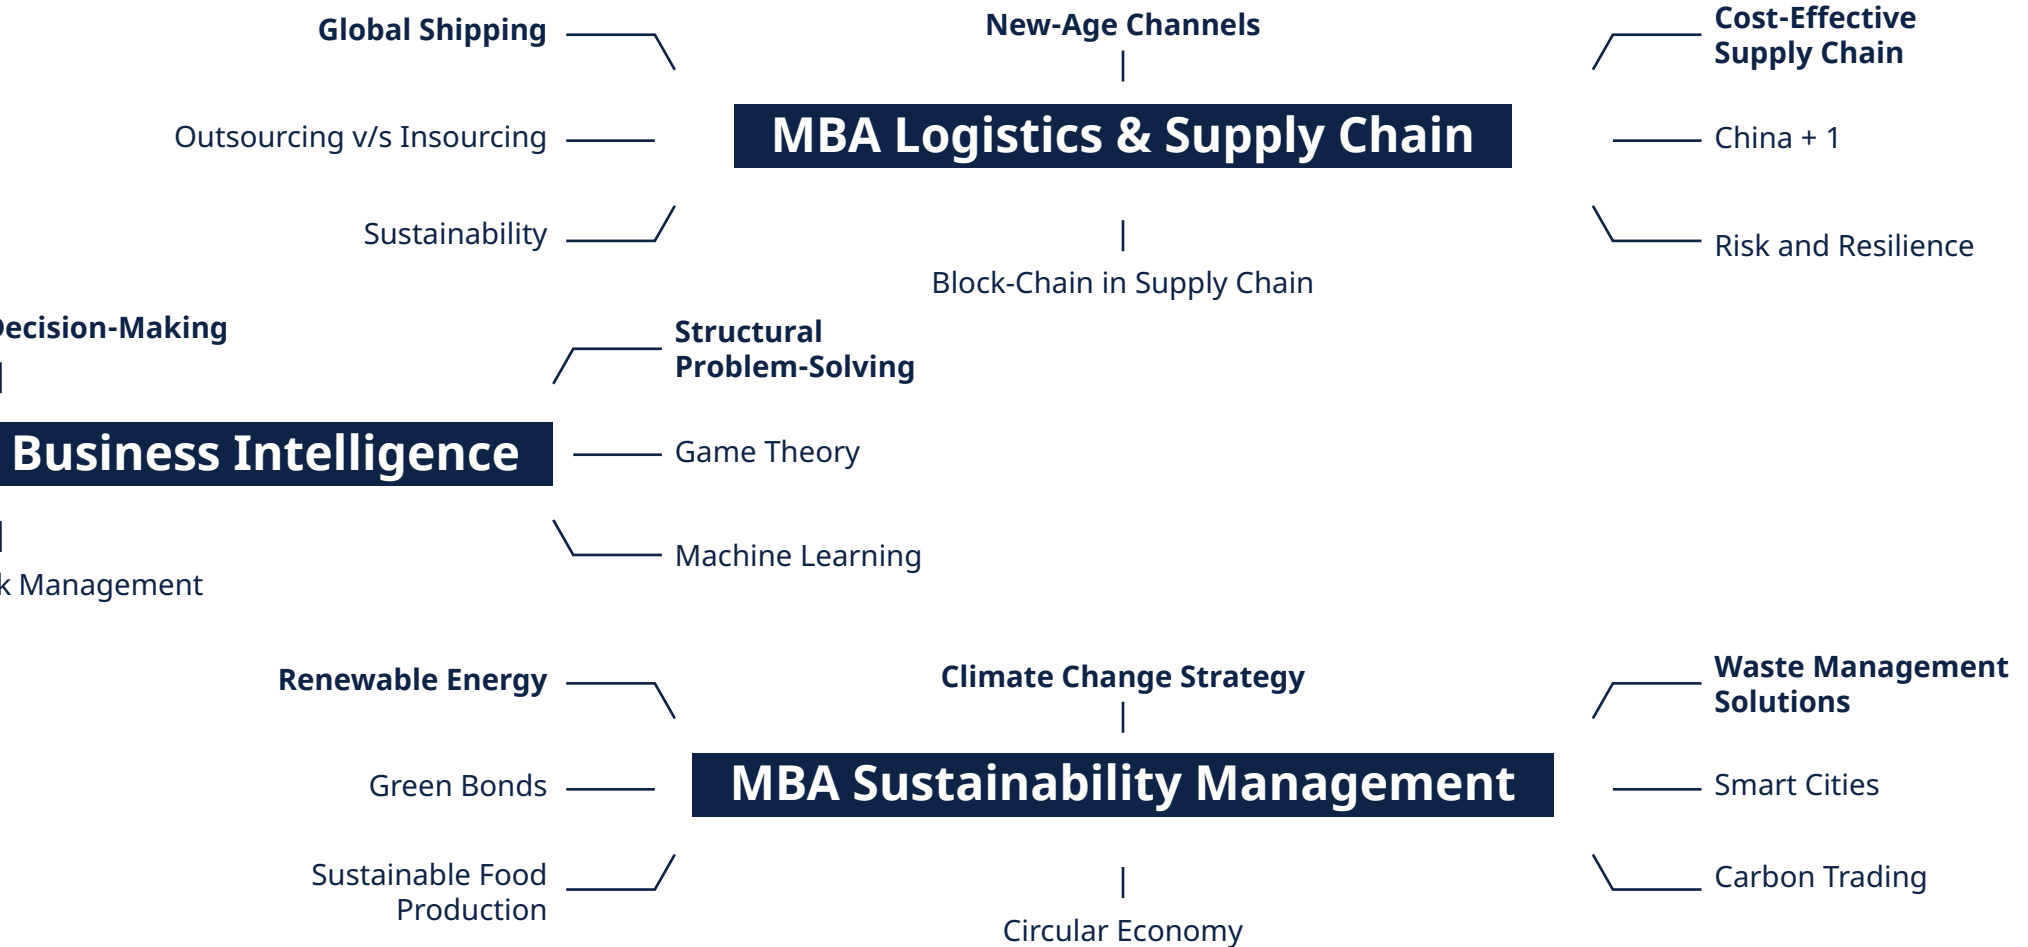 Global Shipping
New-Age Channels
Cost-Effective
Supply Chain
Outsourcing v/s Insourcing
MBA Logistics & Supply Chain
China + 1
Sustainability
Risk and Resilience
Block-Chain in Supply Chain
Decision-Making
Structural
Problem-Solving
Business Intelligence
Game Theory
Machine Learning
Management
Renewable Energy
Climate Change Strategy
Waste Management
Solutions
Green Bonds
MBA Sustainability Management
Smart Cities
Sustainable Food
Production
Carbon Trading
Circular Economy